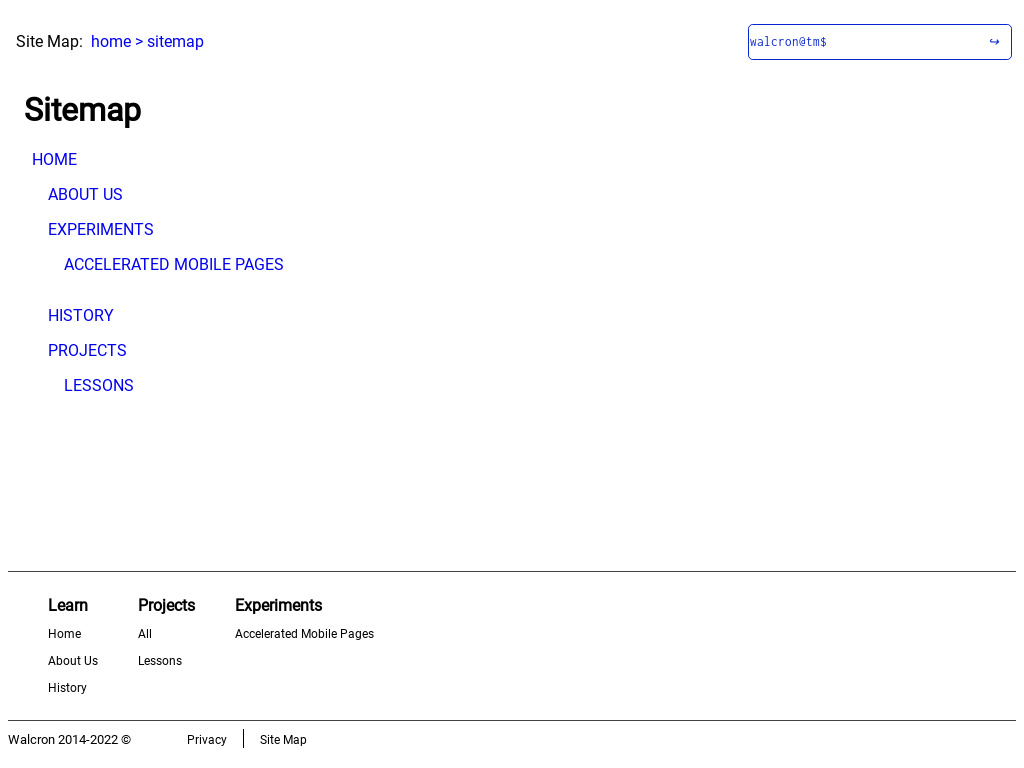 Site Map: home > sitemap
walcron@tm$ ↪
Sitemap
HOME
ABOUT US
EXPERIMENTS
ACCELERATED MOBILE PAGES
HISTORY
PROJECTS
LESSONS
Learn Projects Experiments
Home All Accelerated Mobile Pages
About Us Lessons
History
Walcron 2014-2022 © Privacy Site Map